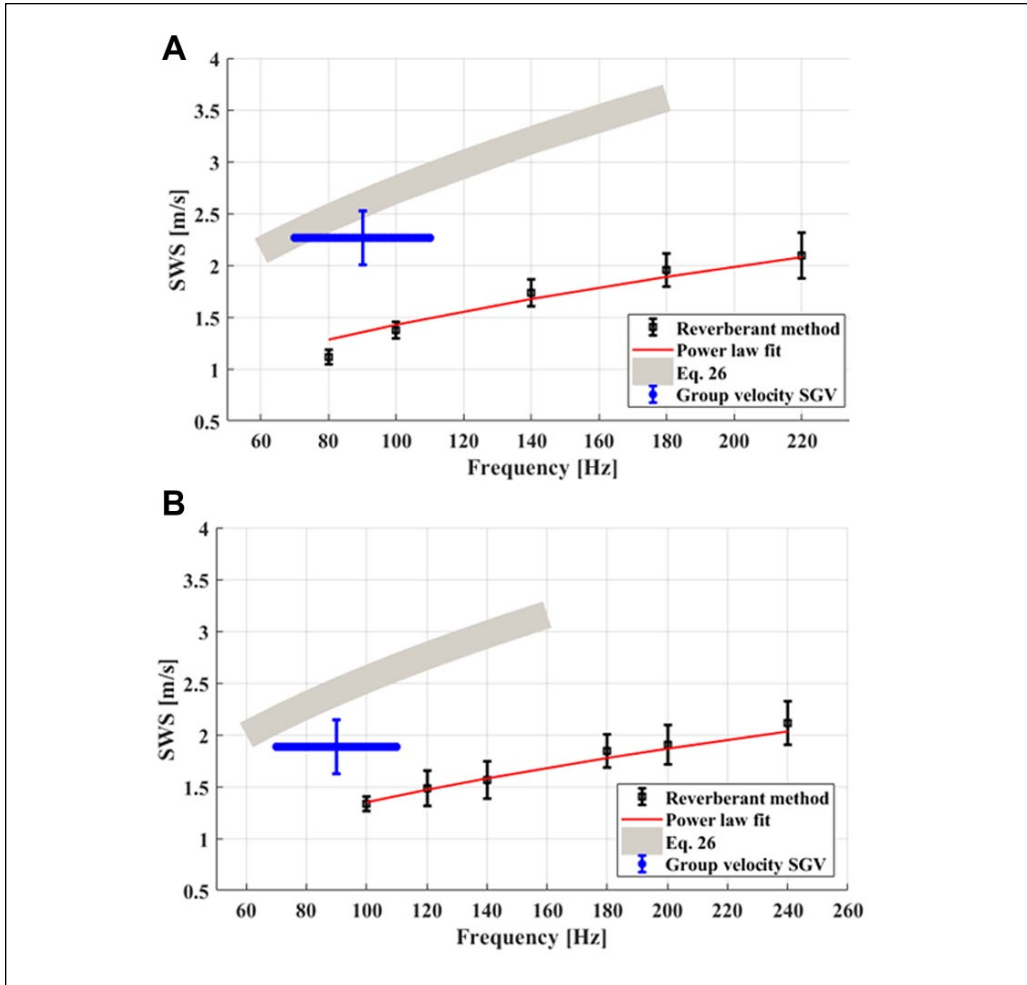 A
4
3.5
3
2.5
2
1.5
1
0.5
SWS [m/s]
60 80 100 120 140 160 180 200 220
Frequency [Hz]
Reverberant method
Power law fit
Eq. 26
Group velocity SGV
B
4
3.5
3
2.5
2
1.5
1
0.5
SWS [m/s]
60 80 100 120 140 160 180 200 220 240 260
Frequency [Hz]
Reverberant method
Power law fit
Eq. 26
Group velocity SGV